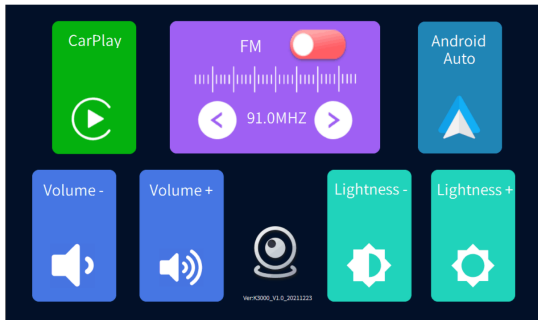 CarPlay
FM
Android
Auto
91.0MHZ
Volume -
Volume +
Lightness -
Lightness +
Ver:K3000_V1.0_20211223